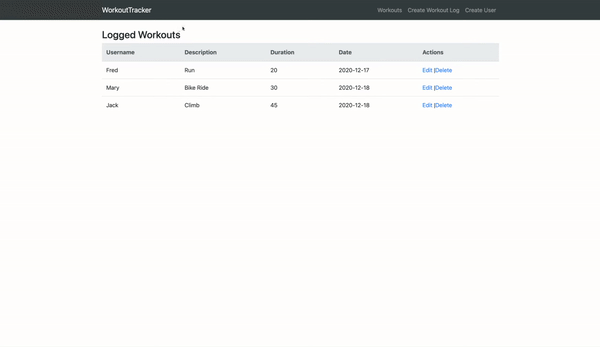 WorkoutTracker Workouts Create Workout Log Create User
Logged Workouts
Username Description Duration Date Actions
Fred Run 20 2020-12-17 Edit |Delete
Mary Bike Ride 30 2020-12-18 Edit |Delete
Jack Climb 45 2020-12-18 Edit |Delete